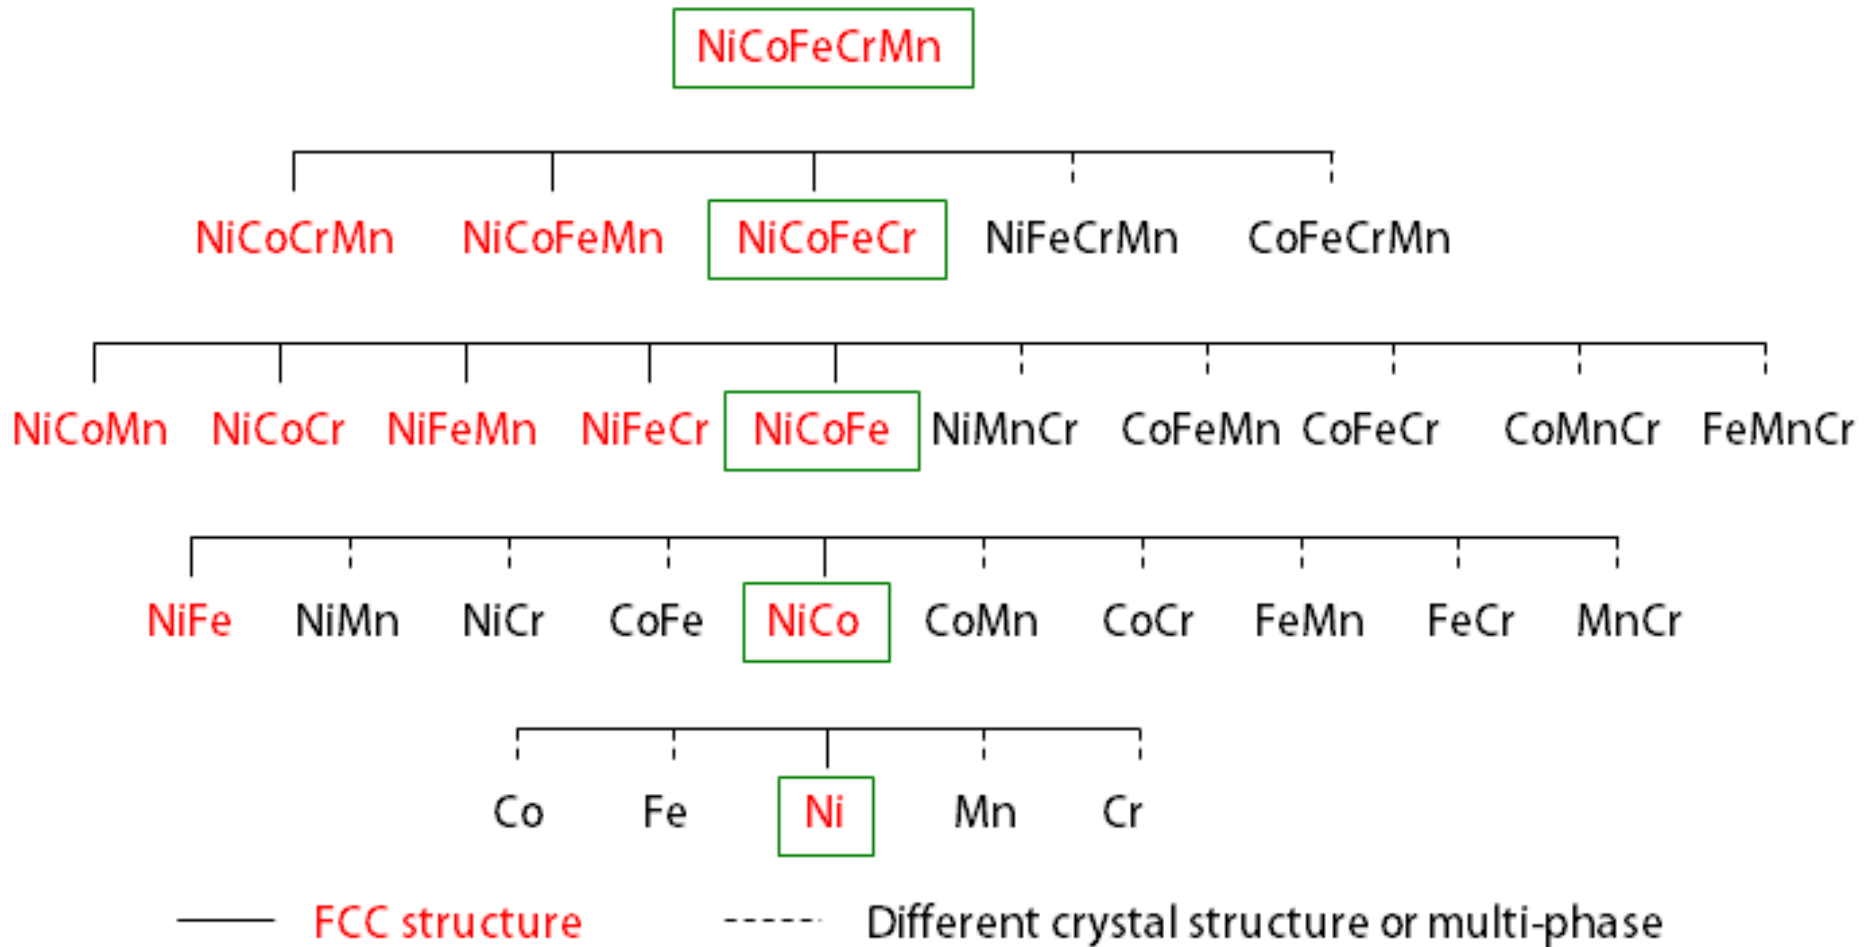 NiCoFeCrMn
NiCoCrMn NiCoFeMn NiCoFeCr NiFeCrMn CoFeCrMn
NiCoMn NiCoCr NiFeMn NiFeCr NiCoFe NiMnCr CoFeMn CoFeCr CoMnCr FeMnCr
NiFe NiMn NiCr CoFe NiCo CoMn CoCr FeMn FeCr MnCr
Co Fe Ni Mn Cr
FCC structure Different crystal structure or multi-phase